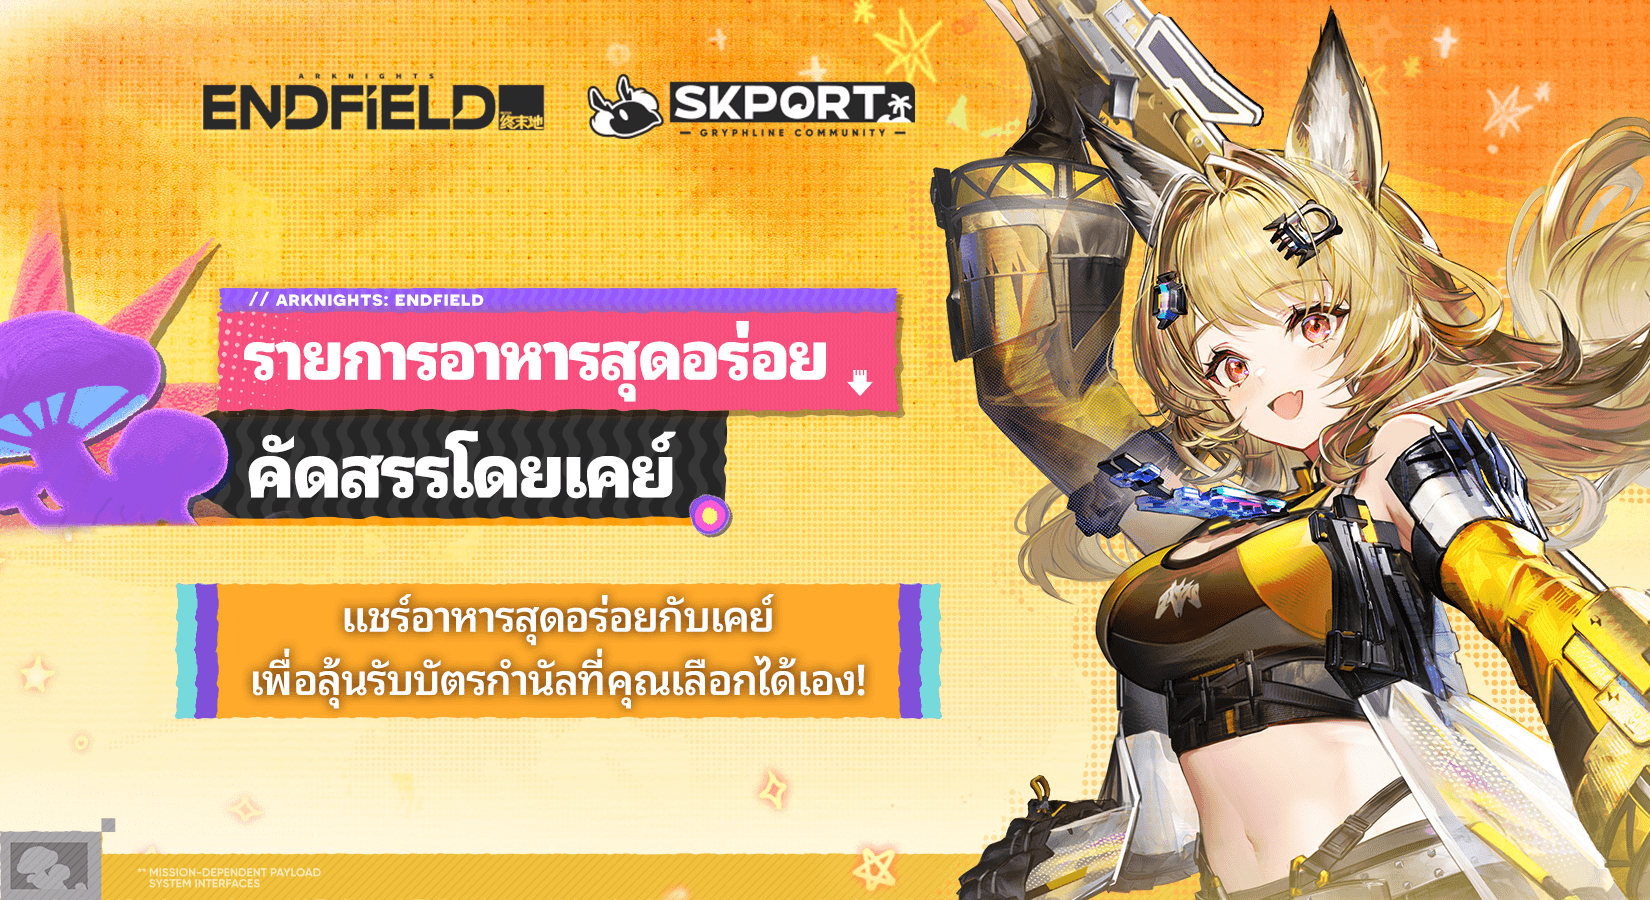 ARKNIGHTS
ENDFIELD
终末地
SKPORT
GRYPHLINE COMMUNITY
// ARKNIGHTS: ENDFIELD
รายการอาหารสุดอร่อย
คัดสรรโดยเคย์
แชร์อาหารสุดอร่อยกับเคย์
เพื่อลุ้นรับบัตรกำนัลที่คุณเลือกได้เอง!
** MISSION-DEPENDENT PAYLOAD
SYSTEM INTERFACES